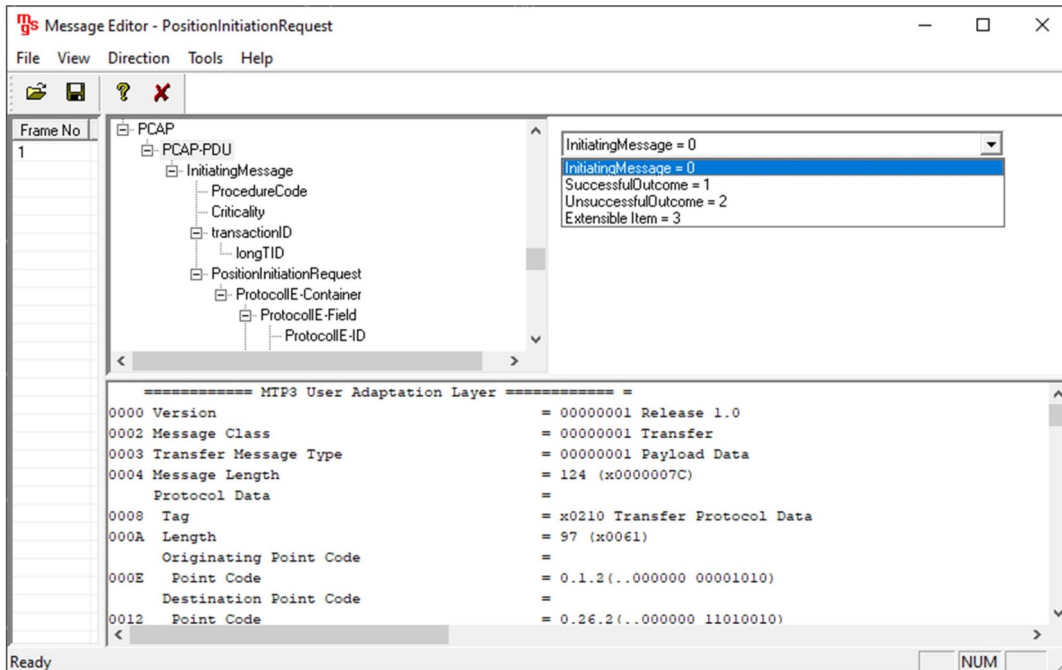 mgs Message Editor - PositionInitiationRequest
File View Direction Tools Help
Frame No
1
PCAP
PCAP-PDU
InitiatingMessage
ProcedureCode
Criticality
transactionID
longTID
PositionInitiationRequest
ProtocolIE-Container
ProtocolIE-Field
ProtocolIE-ID
InitiatingMessage = 0
InitiatingMessage = 0
SuccessfulOutcome = 1
UnsuccessfulOutcome = 2
Extensible Item = 3
============ MTP3 User Adaptation Layer ============ =
0000 Version = 00000001 Release 1.0
0002 Message Class = 00000001 Transfer
0003 Transfer Message Type = 00000001 Payload Data
0004 Message Length = 124 (x0000007C)
Protocol Data =
0008 Tag = x0210 Transfer Protocol Data
000A Length = 97 (x0061)
Originating Point Code =
000E Point Code = 0.1.2(..000000 00001010)
Destination Point Code =
0012 Point Code = 0.26.2(..000000 11010010)
Ready NUM